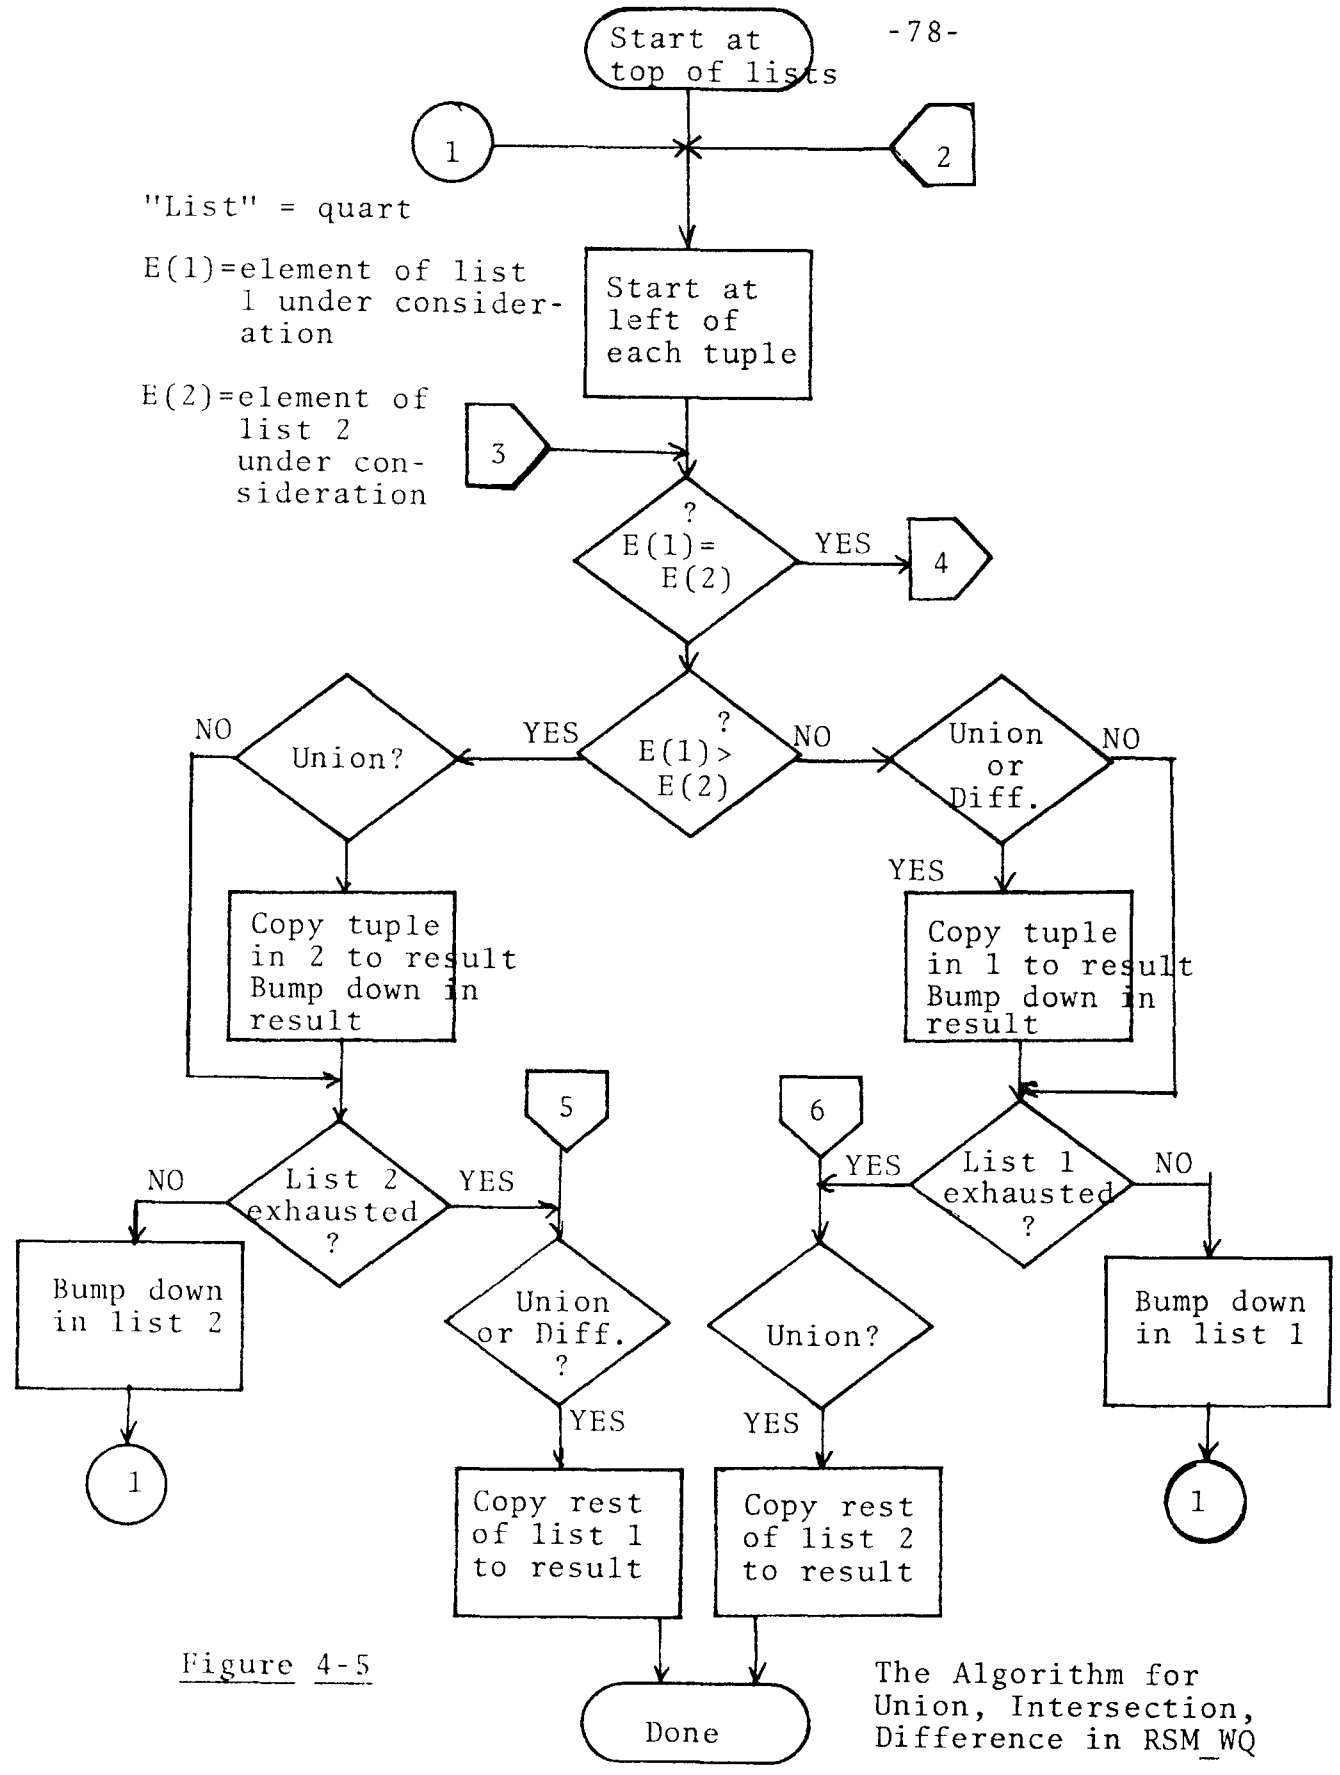 -78-
Start at
top of lists
1
2
"List" = quart
E(1)=element of list
1 under consider-
ation
Start at
left of
each tuple
E(2)=element of
list 2
under con-
sideration
3
?
E(1)=
E(2)
YES
4
NO
Union?
YES
?
E(1)>
E(2)
NO
Union
or
Diff.
NO
YES
Copy tuple
in 2 to result
Bump down in
result
Copy tuple
in 1 to result
Bump down in
result
5
6
NO
List 2
exhausted
?
YES
YES
List 1
exhausted
?
NO
Bump down
in list 2
Union
or Diff.
?
Union?
Bump down
in list 1
YES
YES
1
Copy rest
of list 1
to result
Copy rest
of list 2
to result
1
Figure 4-5
Done
The Algorithm for
Union, Intersection,
Difference in RSM_WQ